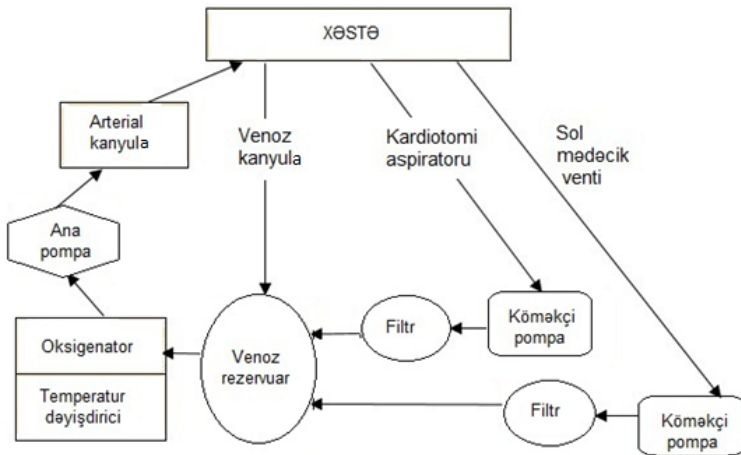 XƏSTƏ
Arterial
kanyula
Venoz
kanyula
Kardiotomi
aspiratoru
Sol
mədəcik
venti
Ana
pompa
Oksigenator
Temperatur
dəyişdirici
Venoz
rezervuar
Filtr
Köməkçi
pompa
Filtr
Köməkçi
pompa